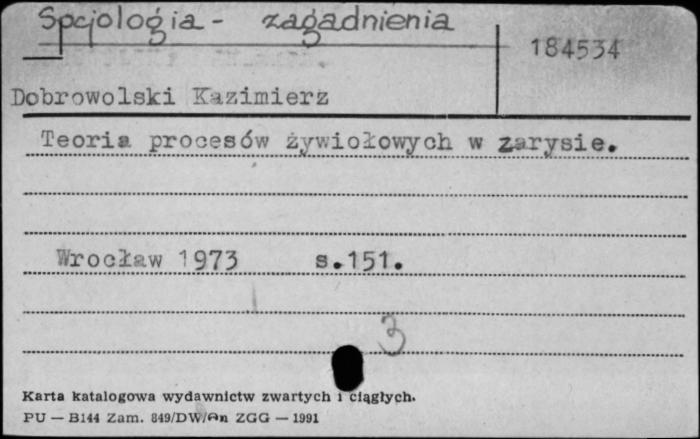 Socjologia - zagadnienia
184534
Dobrowolski Kazimierz
Teoria procesów żywiołowych w zarysie.
Wrocław 1973 s.151.
3
Karta katalogowa wydawnictw zwartych i ciągłych.
PU — B144 Zam. 849/DW/ ZGG — 1991